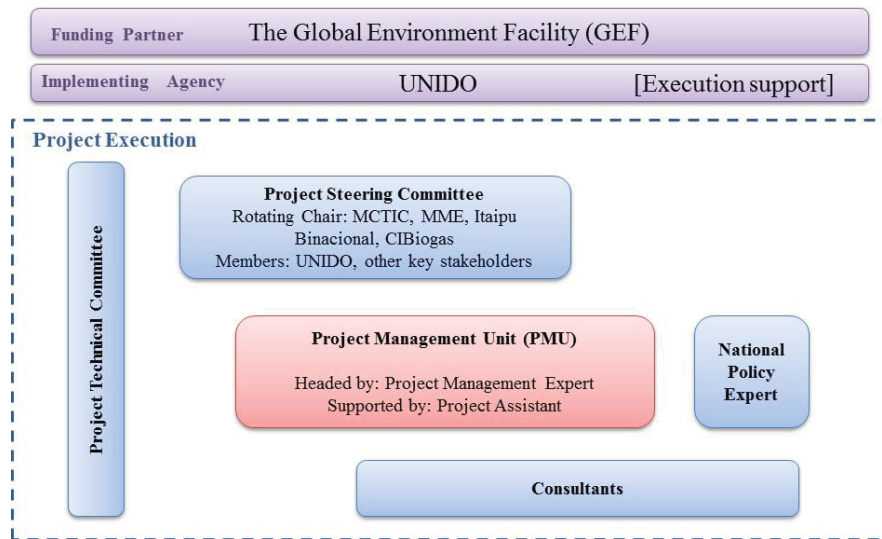 Funding Partner The Global Environment Facility (GEF)
Implementing Agency UNIDO [Execution support]
Project Execution
Project Technical Committee
Project Steering Committee
Rotating Chair: MCTIC, MME, Itaipu
Binacional, CIBiogas
Members: UNIDO, other key stakeholders
Project Management Unit (PMU)
Headed by: Project Management Expert
Supported by: Project Assistant
National
Policy
Expert
Consultants